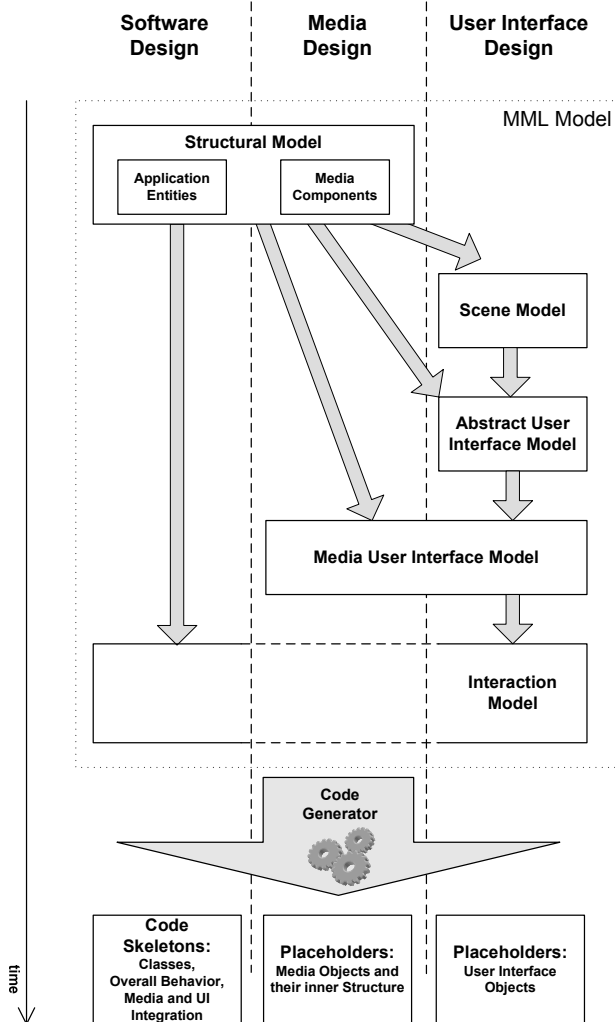 Software
Design
Media
Design
User Interface
Design
MML Model
Structural Model
Application
Entities
Media
Components
Scene Model
Abstract User
Interface Model
Media User Interface Model
Interaction
Model
Code
Generator
Code
Skeletons:
Classes,
Overall Behavior,
Media and UI
Integration
Placeholders:
Media Objects and
their inner Structure
Placeholders:
User Interface
Objects
time